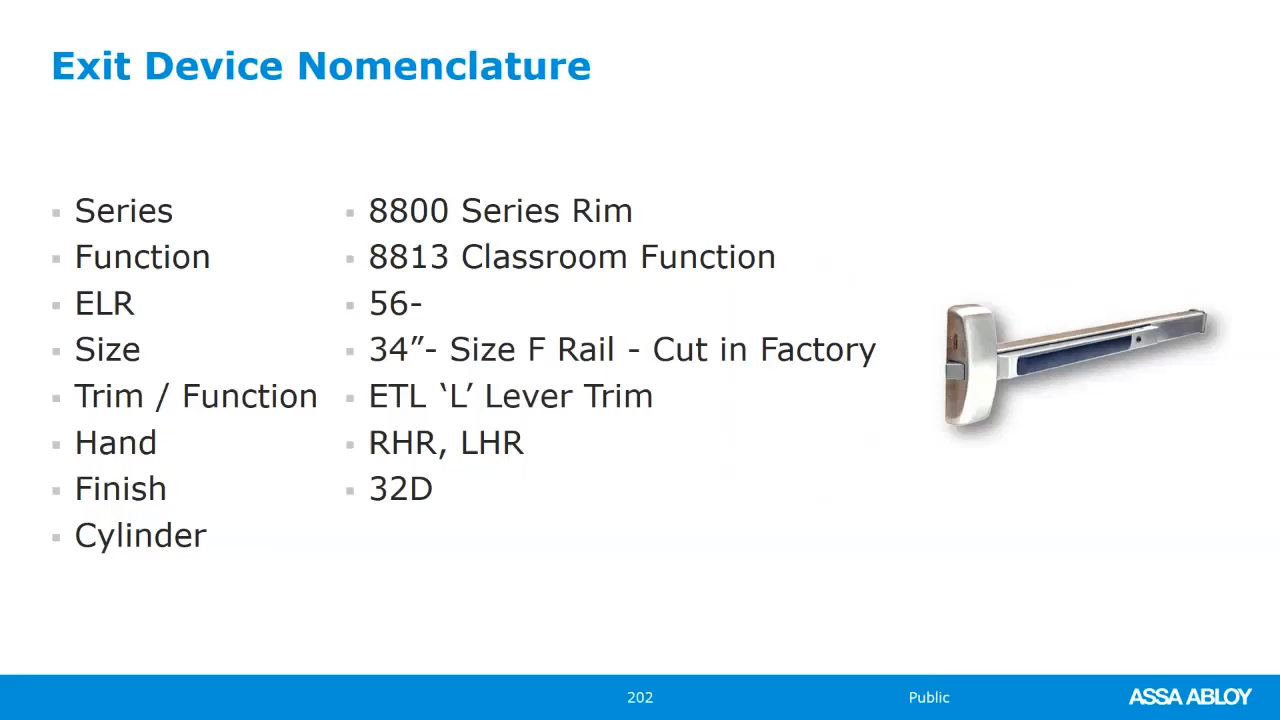 Exit Device Nomenclature
Series
Function
ELR
Size
Trim / Function
Hand
Finish
Cylinder
8800 Series Rim
8813 Classroom Function
56-
34”- Size F Rail - Cut in Factory
ETL ‘L’ Lever Trim
RHR, LHR
32D
202
Public
ASSA ABLOY